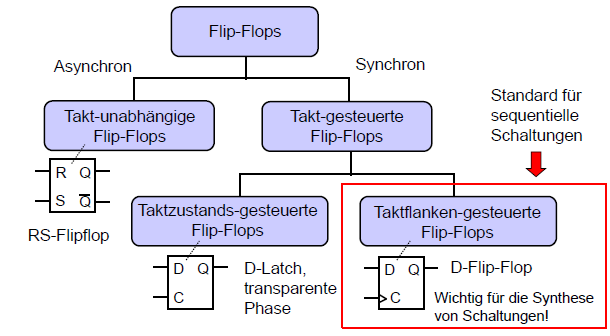 Flip-Flops
Asynchron
Synchron
Takt-unabhängige
Flip-Flops
Takt-gesteuerte
Flip-Flops
Standard für
sequentielle
Schaltungen
R Q
S Q̅
RS-Flipflop
Taktzustands-gesteuerte
Flip-Flops
Taktflanken-gesteuerte
Flip-Flops
D Q
C
D-Latch,
transparente
Phase
D Q
C
D-Flip-Flop
Wichtig für die Synthese
von Schaltungen!